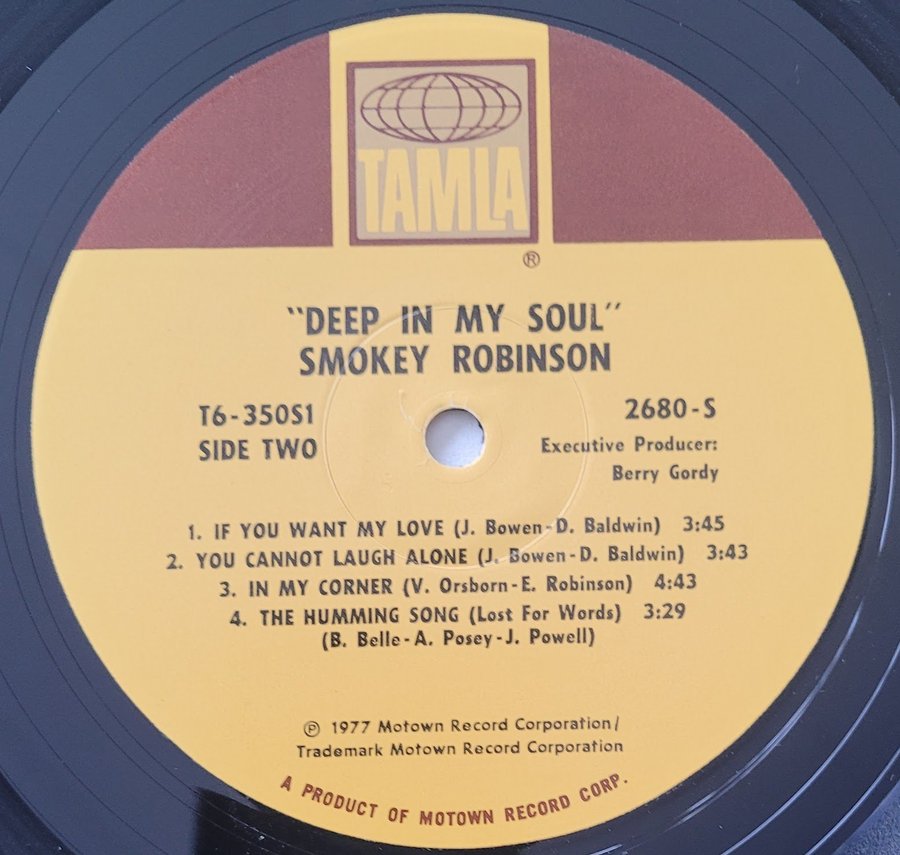 TAMLA
®
"DEEP IN MY SOUL"
SMOKEY ROBINSON
T6-350S1
SIDE TWO
2680-S
Executive Producer:
Berry Gordy
1. IF YOU WANT MY LOVE (J. Bowen-D. Baldwin) 3:45
2. YOU CANNOT LAUGH ALONE (J. Bowen-D. Baldwin) 3:43
3. IN MY CORNER (V. Orsborn-E. Robinson) 4:43
4. THE HUMMING SONG (Lost For Words) 3:29
(B. Belle-A. Posey-J. Powell)
℗ 1977 Motown Record Corporation/
Trademark Motown Record Corporation
A PRODUCT OF MOTOWN RECORD CORP.